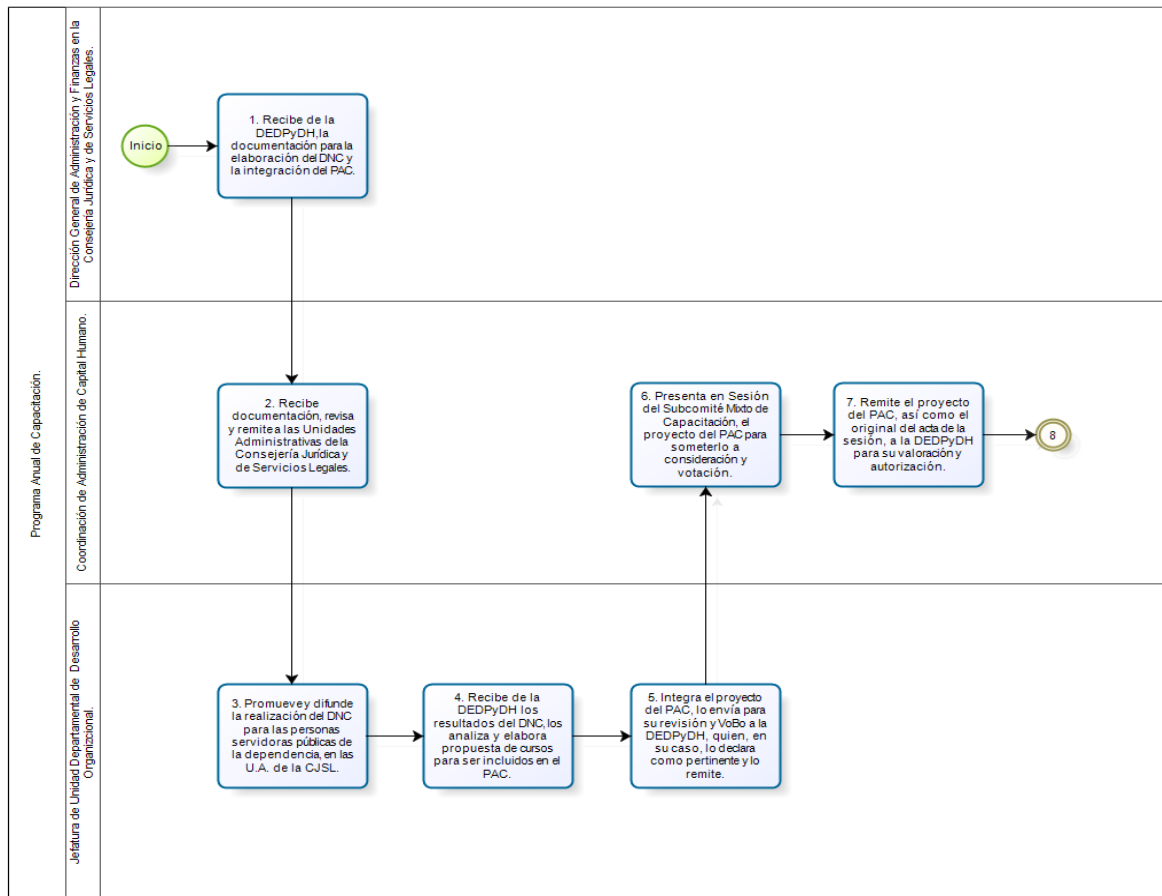 Programa Anual de Capacitación.
Dirección General de Administración y Finanzas en la
Consejería Jurídica y de Servicios Legales.
Inicio
1. Recibe de la
DEDPyDH,la
documentación para la
elaboración del DNC y
la integración del PAC.
Coordinación de Administración de Capital Humano.
2. Recibe
documentación, revisa
y remite a las Unidades
Administrativas de la
Consejería Jurídica y
de Servicios Legales.
6. Presenta en Sesión
del Subcomité Mixto de
Capacitación, el
proyecto del PAC para
someterlo a
consideración y
votación.
7. Remite el proyecto
del PAC, así como el
original del acta de la
sesión, a la DEDPyDH
para su valoración y
autorización.
8
Jefatura de Unidad Departamental de Desarrollo
Organizcional.
3. Promueve y difunde
la realización del DNC
para las personas
servidoras públicas de
la dependencia, en las
U.A. de la CJSL.
4. Recibe de la
DEDPyDH los
resultados del DNC, los
analiza y elabora
propuesta de cursos
para ser incluidos en el
PAC.
5. Integra el proyecto
del PAC, lo envía para
su revisión y VoBo a la
DEDPyDH, quien, en
su caso, lo declara
como pertinente y lo
remite.